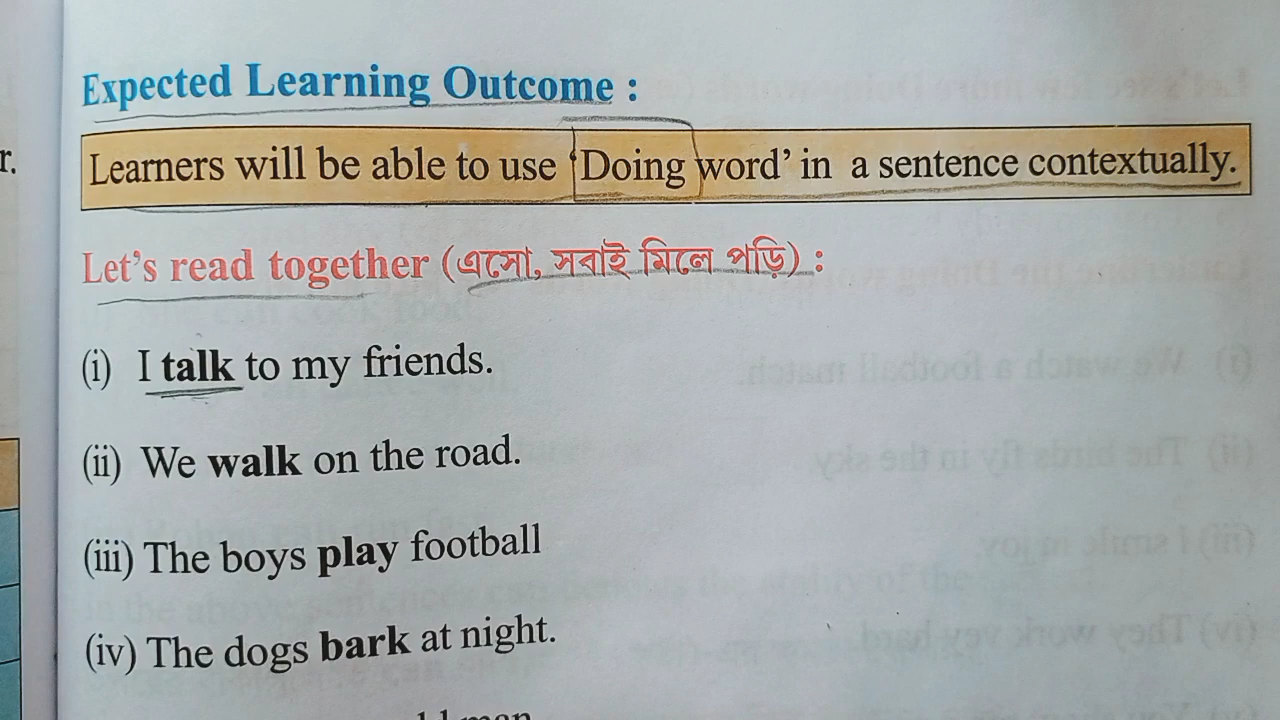 Expected Learning Outcome :
Learners will be able to use 'Doing word' in a sentence contextually.
r.
Let's read together (এসো, সবাই মিলে পড়ি) :
(i) I talk to my friends.
(ii) We walk on the road.
(iii) The boys play football
(iv) The dogs bark at night.